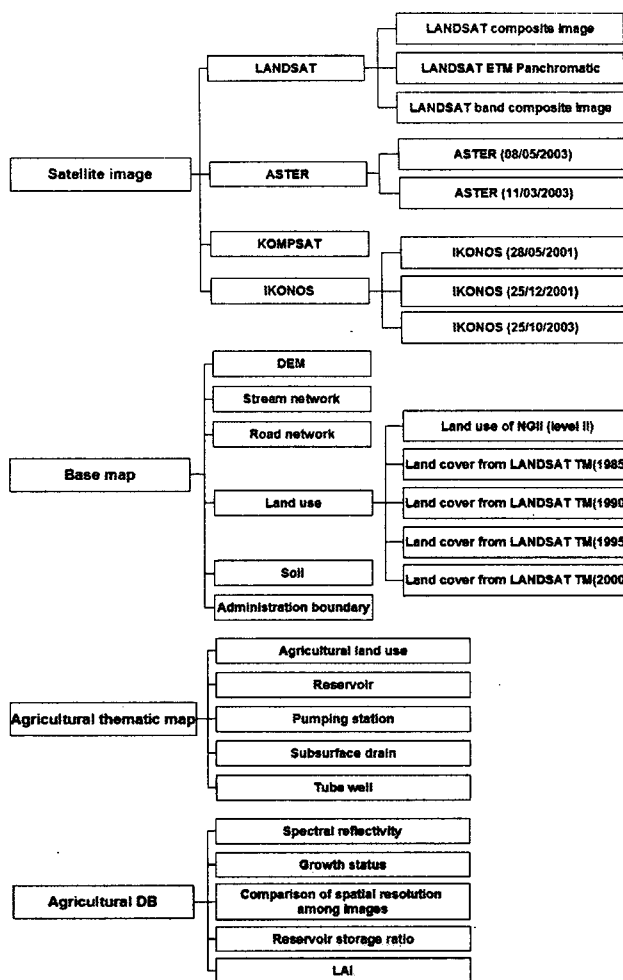 LANDSAT composite image
LANDSAT
LANDSAT ETM Panchromatic
LANDSAT band composite image
Satellite image
ASTER
ASTER (08/05/2003)
ASTER (11/03/2003)
KOMPSAT
IKONOS
IKONOS (28/05/2001)
IKONOS (25/12/2001)
IKONOS (25/10/2003)
Base map
DEM
Stream network
Road network
Land use
Land use of NGII (level II)
Land cover from LANDSAT TM(1985
Land cover from LANDSAT TM(1990
Land cover from LANDSAT TM(1995
Land cover from LANDSAT TM(2000
Soil
Administration boundary
Agricultural thematic map
Agricultural land use
Reservoir
Pumping station
Subsurface drain
Tube well
Agricultural DB
Spectral reflectivity
Growth status
Comparison of spatial resolution
among images
Reservoir storage ratio
LAI